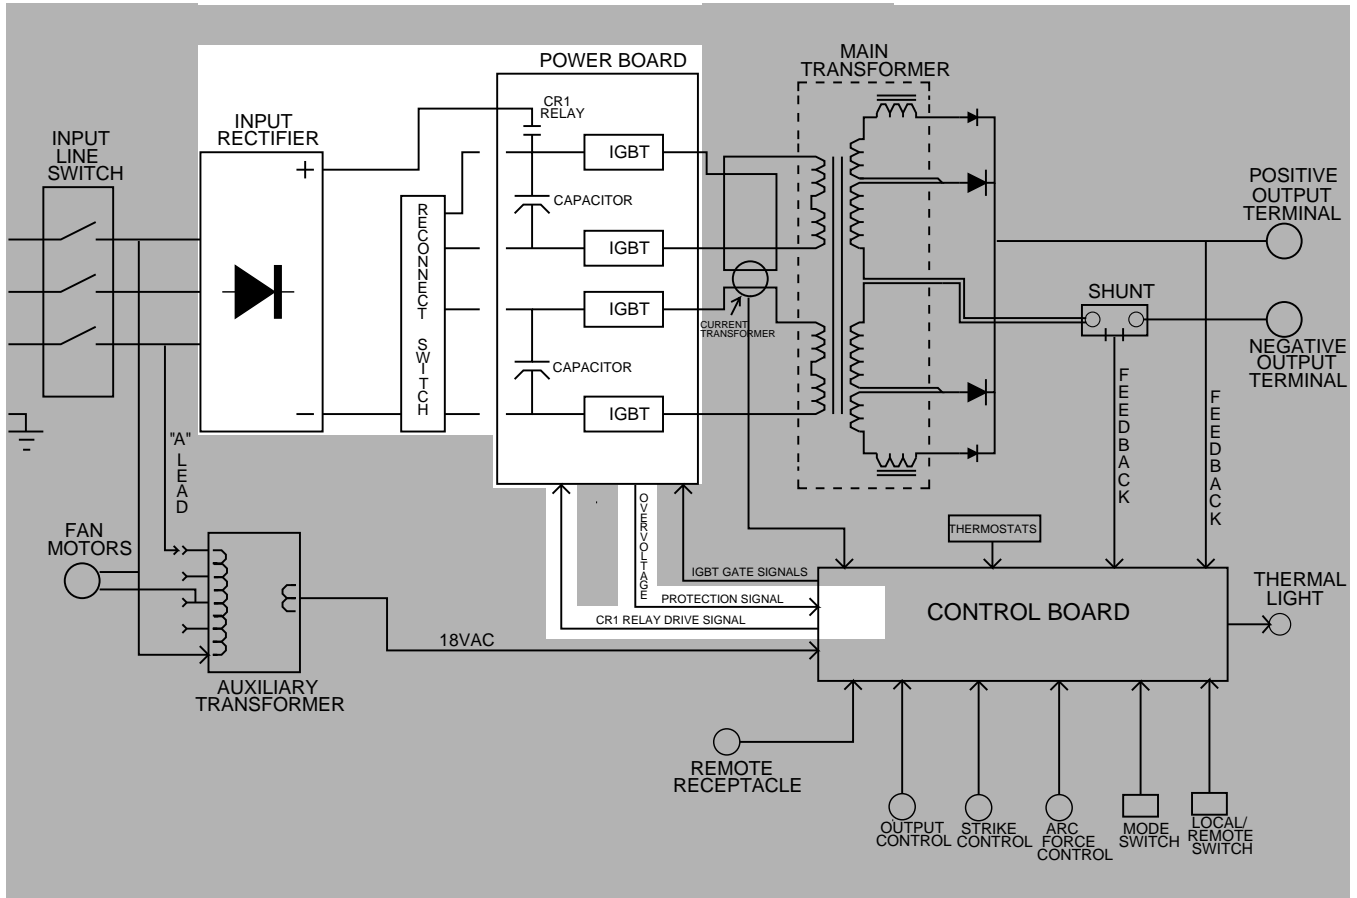 POWER BOARD
MAIN
TRANSFORMER
CR1
RELAY
INPUT
RECTIFIER
INPUT
LINE
SWITCH
+
IGBT
CAPACITOR
IGBT
RECONNECT SWITCH
POSITIVE
OUTPUT
TERMINAL
IGBT
CURRENT
TRANSFORMER
SHUNT
NEGATIVE
OUTPUT
TERMINAL
CAPACITOR
IGBT
−
"A"
LEAD
FEEDBACK
FEEDBACK
FAN
MOTORS
OVERVOLTAGE
THERMOSTATS
IGBT GATE SIGNALS
PROTECTION SIGNAL
CR1 RELAY DRIVE SIGNAL
CONTROL BOARD
THERMAL
LIGHT
18VAC
AUXILIARY
TRANSFORMER
REMOTE
RECEPTACLE
OUTPUT
CONTROL
STRIKE
CONTROL
ARC
FORCE
CONTROL
MODE
SWITCH
LOCAL/
REMOTE
SWITCH